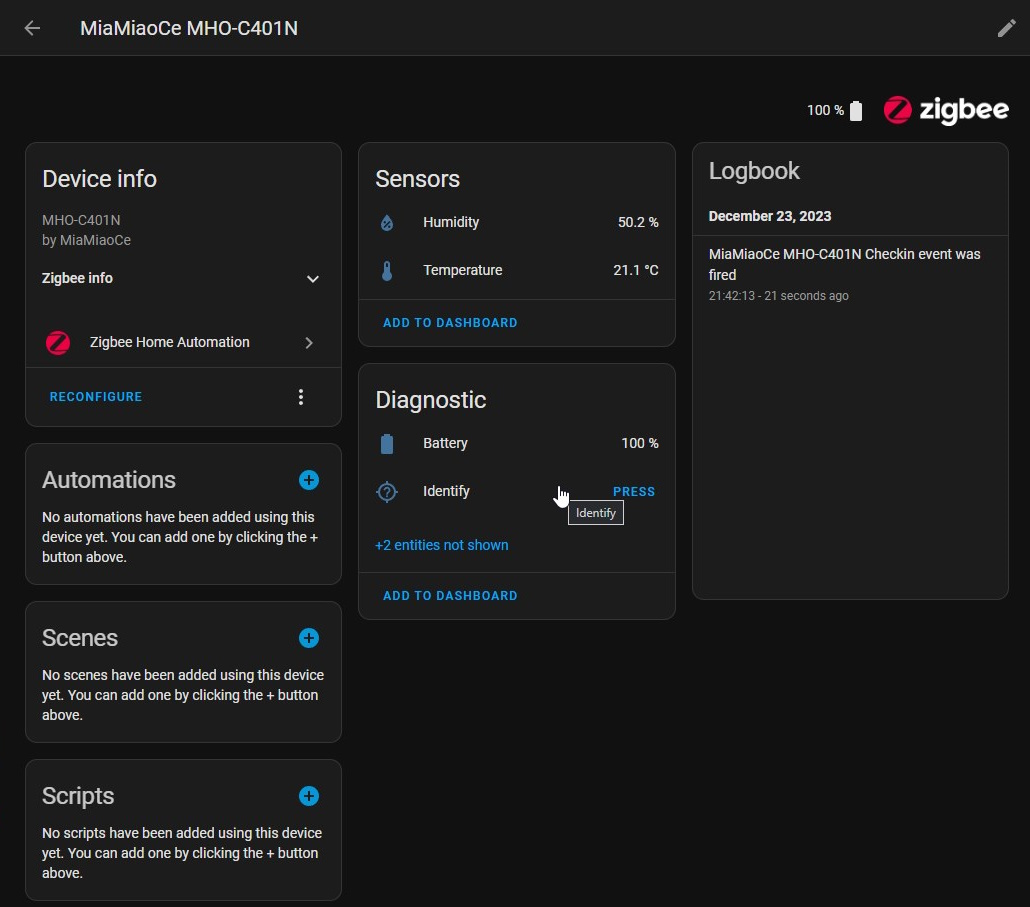 MiaMiaoCe MHO-C401N
100 %
zigbee
Device info
MHO-C401N
by MiaMiaoCe
Zigbee info
Zigbee Home Automation
RECONFIGURE
Automations
No automations have been added using this
device yet. You can add one by clicking the +
button above.
Scenes
No scenes have been added using this device
yet. You can add one by clicking the + button
above.
Scripts
No scripts have been added using this device
yet. You can add one by clicking the + button
above.
Sensors
Humidity 50.2 %
Temperature 21.1 °C
ADD TO DASHBOARD
Diagnostic
Battery 100 %
Identify PRESS
Identify
+2 entities not shown
ADD TO DASHBOARD
Logbook
December 23, 2023
MiaMiaoCe MHO-C401N Checkin event was
fired
21:42:13 - 21 seconds ago